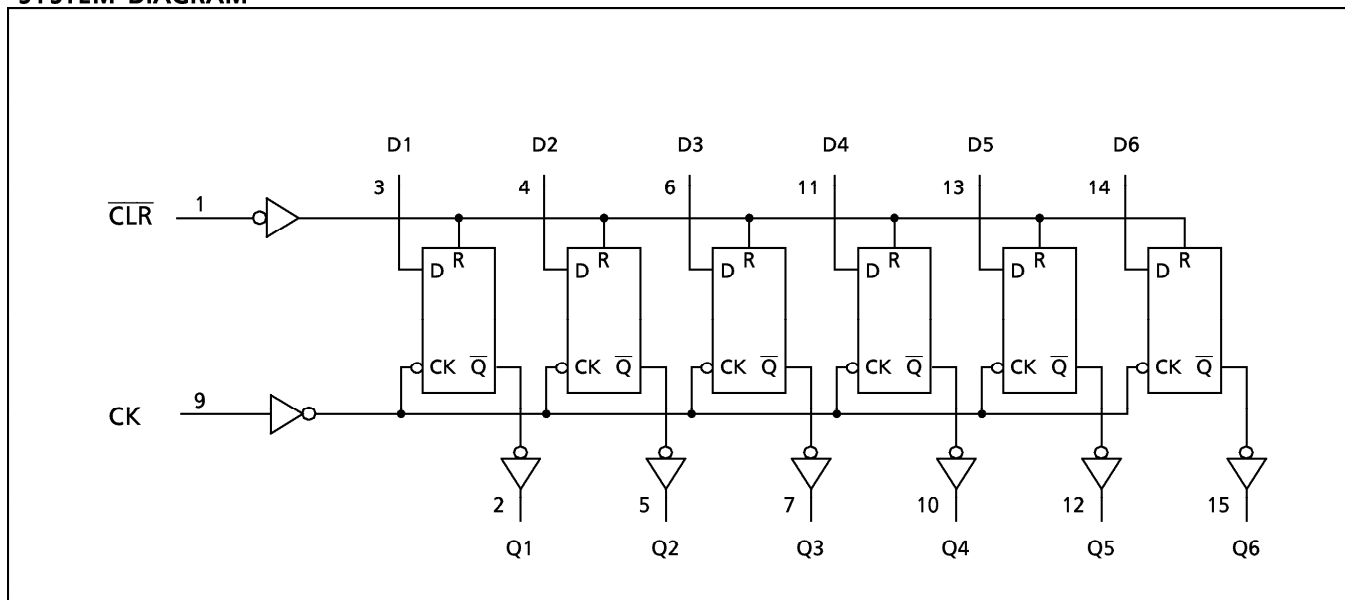 SYSTEM DIAGRAM
D1 D2 D3 D4 D5 D6
3 4 6 11 13 14
C̅L̅R̅ 1
R R R R R R
D D D D D D
CK Q̅ CK Q̅ CK Q̅ CK Q̅ CK Q̅ CK Q̅
CK 9
2 5 7 10 12 15
Q1 Q2 Q3 Q4 Q5 Q6